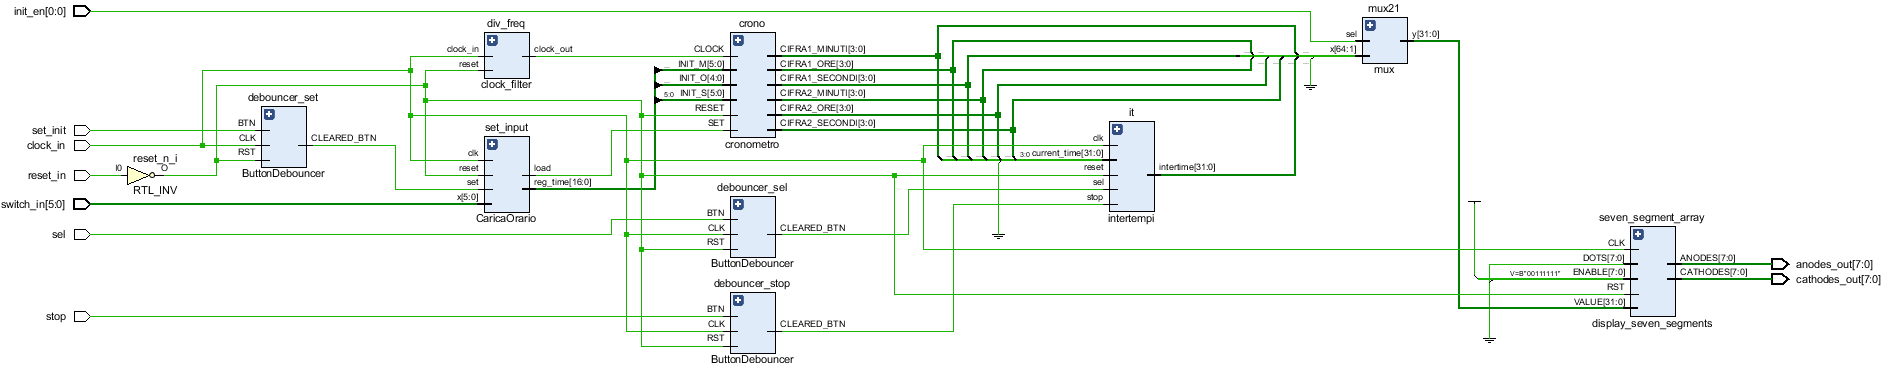 init_en[0:0]
set_init
clock_in
reset_in
switch_in[5:0]
sel
stop
reset_n_i
I0
O
RTL_INV
debouncer_set
BTN
CLK
RST
CLEARED_BTN
ButtonDebouncer
div_freq
clock_in
reset
clock_out
clock_filter
set_input
clk
reset
set
x[5:0]
load
reg_time[16:0]
CaricaOrario
crono
CLOCK
INIT_M[5:0]
INIT_O[4:0]
5:0
INIT_S[5:0]
RESET
SET
CIFRA1_MINUTI[3:0]
CIFRA1_ORE[3:0]
CIFRA1_SECONDI[3:0]
CIFRA2_MINUTI[3:0]
CIFRA2_ORE[3:0]
CIFRA2_SECONDI[3:0]
cronometro
debouncer_sel
BTN
CLK
RST
CLEARED_BTN
ButtonDebouncer
debouncer_stop
BTN
CLK
RST
CLEARED_BTN
ButtonDebouncer
it
clk
3:0
current_time[31:0]
reset
sel
stop
intertime[31:0]
intertempi
mux21
sel
x[64:1]
y[31:0]
mux
seven_segment_array
CLK
DOTS[7:0]
V=B"00111111"
ENABLE[7:0]
RST
VALUE[31:0]
ANODES[7:0]
CATHODES[7:0]
display_seven_segments
anodes_out[7:0]
cathodes_out[7:0]